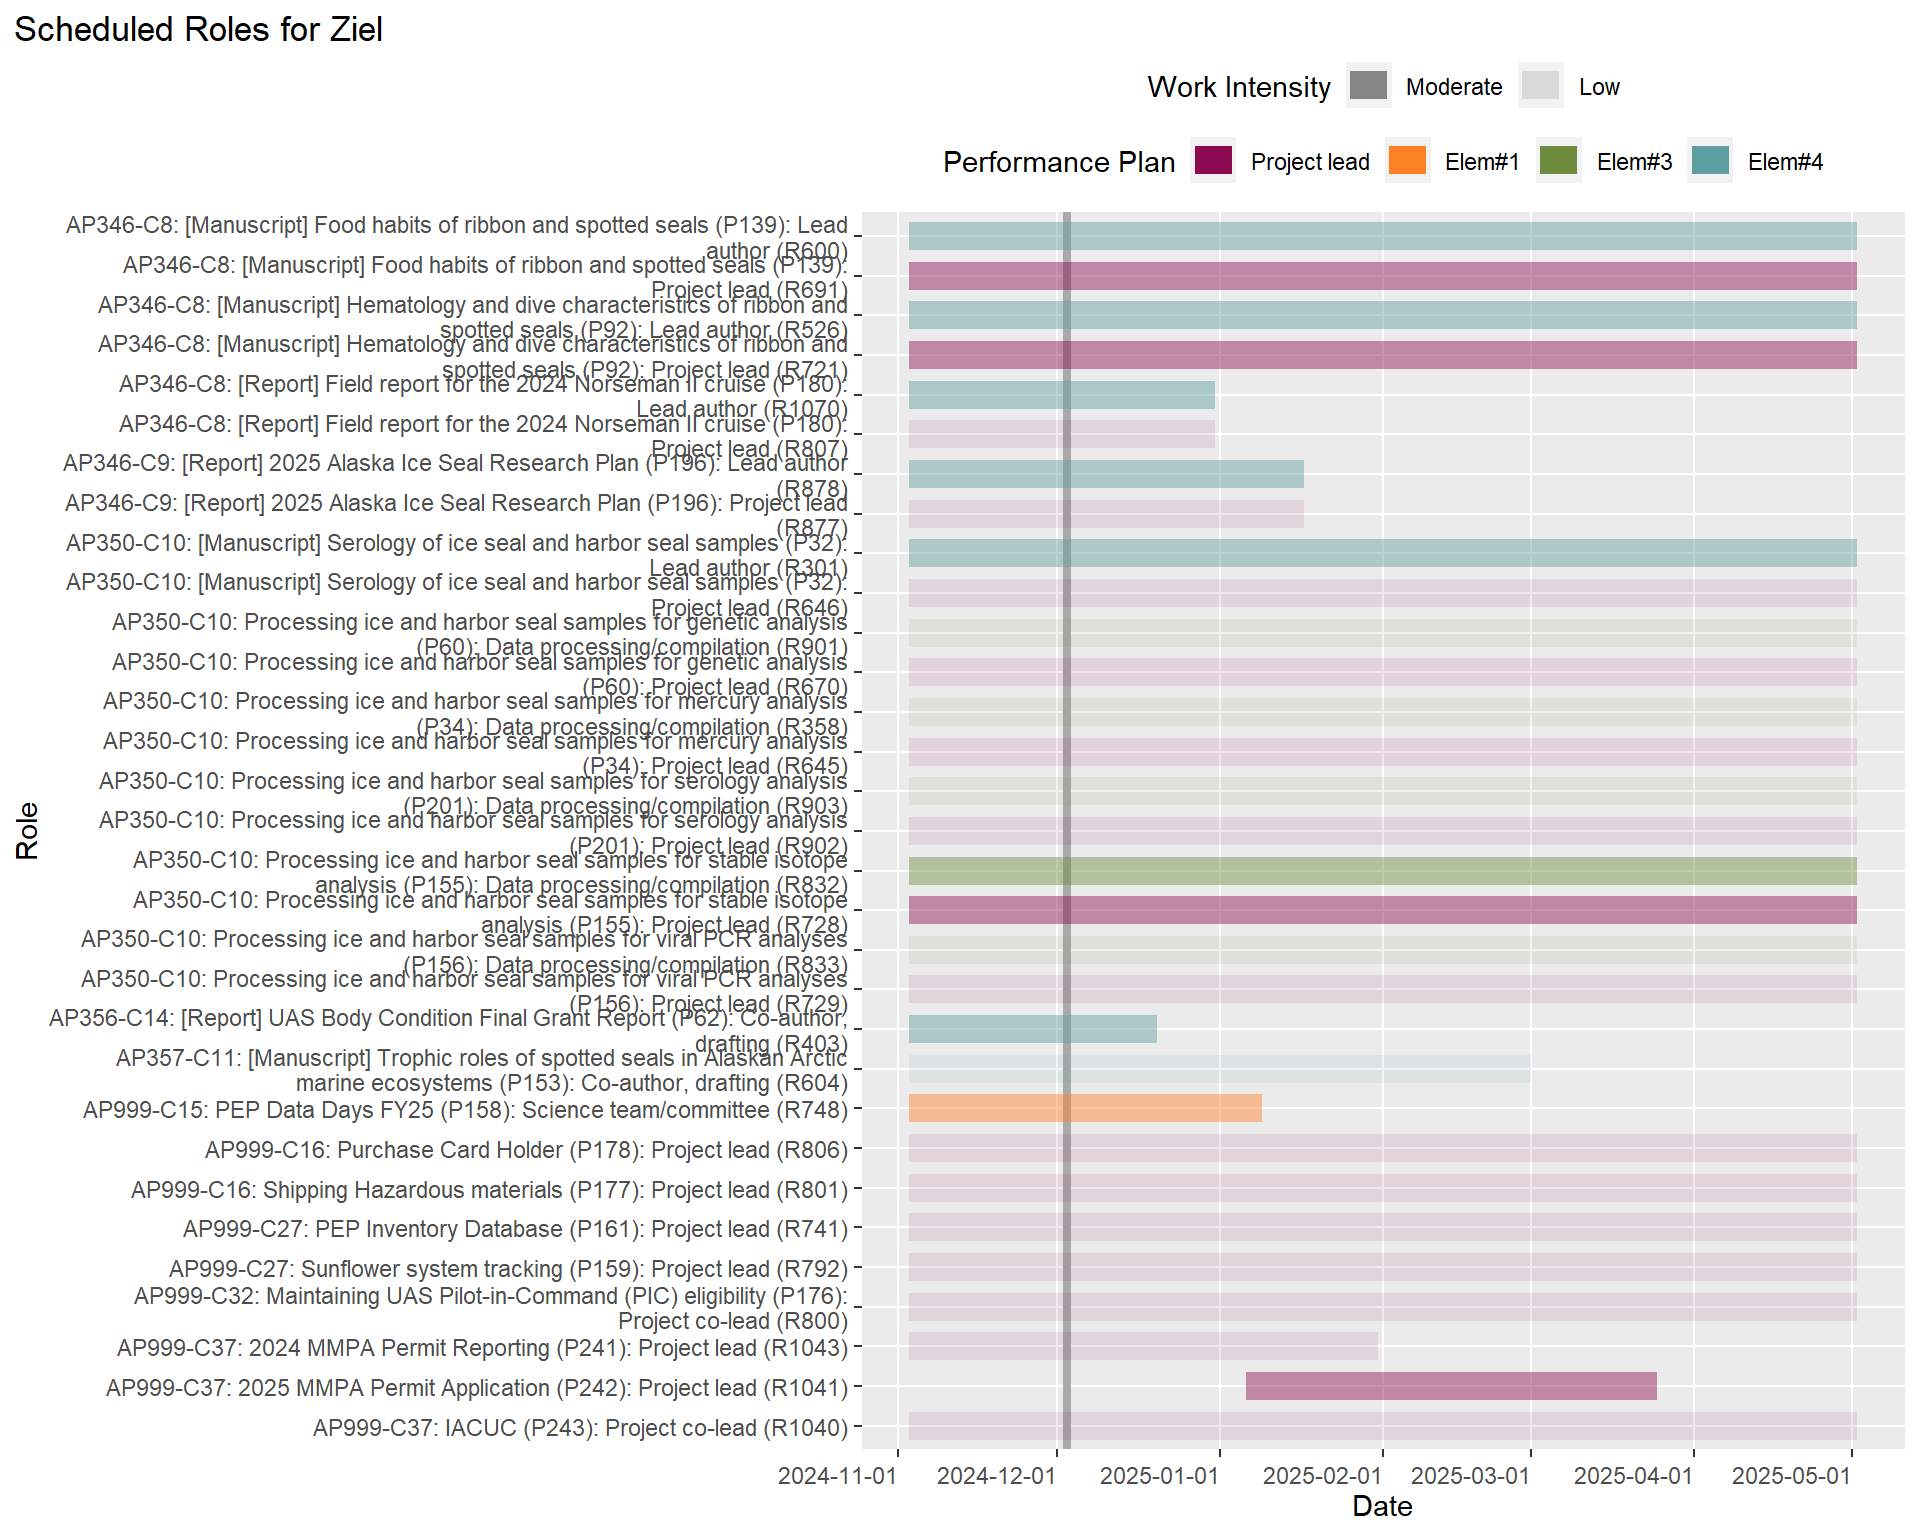 Scheduled Roles for Ziel
Work Intensity Moderate Low
Performance Plan Project lead Elem#1 Elem#3 Elem#4
AP346-C8: [Manuscript] Food habits of ribbon and spotted seals (P139): Lead
author (R600)
AP346-C8: [Manuscript] Food habits of ribbon and spotted seals (P139):
Project lead (R691)
AP346-C8: [Manuscript] Hematology and dive characteristics of ribbon and
spotted seals (P92): Lead author (R526)
AP346-C8: [Manuscript] Hematology and dive characteristics of ribbon and
spotted seals (P92): Project lead (R721)
AP346-C8: [Report] Field report for the 2024 Norseman II cruise (P180):
Lead author (R1070)
AP346-C8: [Report] Field report for the 2024 Norseman II cruise (P180):
Project lead (R807)
AP346-C9: [Report] 2025 Alaska Ice Seal Research Plan (P196): Lead author
(R878)
AP346-C9: [Report] 2025 Alaska Ice Seal Research Plan (P196): Project lead
(R877)
AP350-C10: [Manuscript] Serology of ice seal and harbor seal samples (P32):
Lead author (R301)
AP350-C10: [Manuscript] Serology of ice seal and harbor seal samples (P32):
Project lead (R646)
AP350-C10: Processing ice and harbor seal samples for genetic analysis
(P60): Data processing/compilation (R901)
AP350-C10: Processing ice and harbor seal samples for genetic analysis
(P60): Project lead (R670)
AP350-C10: Processing ice and harbor seal samples for mercury analysis
(P34): Data processing/compilation (R358)
AP350-C10: Processing ice and harbor seal samples for mercury analysis
(P34): Project lead (R645)
AP350-C10: Processing ice and harbor seal samples for serology analysis
(P201): Data processing/compilation (R903)
AP350-C10: Processing ice and harbor seal samples for serology analysis
(P201): Project lead (R902)
AP350-C10: Processing ice and harbor seal samples for stable isotope
analysis (P155): Data processing/compilation (R832)
AP350-C10: Processing ice and harbor seal samples for stable isotope
analysis (P155): Project lead (R728)
AP350-C10: Processing ice and harbor seal samples for viral PCR analyses
(P156): Data processing/compilation (R833)
AP350-C10: Processing ice and harbor seal samples for viral PCR analyses
(P156): Project lead (R729)
AP356-C14: [Report] UAS Body Condition Final Grant Report (P62): Co-author,
drafting (R403)
AP357-C11: [Manuscript] Trophic roles of spotted seals in Alaskan Arctic
marine ecosystems (P153): Co-author, drafting (R604)
AP999-C15: PEP Data Days FY25 (P158): Science team/committee (R748)
AP999-C16: Purchase Card Holder (P178): Project lead (R806)
AP999-C16: Shipping Hazardous materials (P177): Project lead (R801)
AP999-C27: PEP Inventory Database (P161): Project lead (R741)
AP999-C27: Sunflower system tracking (P159): Project lead (R792)
AP999-C32: Maintaining UAS Pilot-in-Command (PIC) eligibility (P176):
Project co-lead (R800)
AP999-C37: 2024 MMPA Permit Reporting (P241): Project lead (R1043)
AP999-C37: 2025 MMPA Permit Application (P242): Project lead (R1041)
AP999-C37: IACUC (P243): Project co-lead (R1040)
Role
2024-11-01 2024-12-01 2025-01-01 2025-02-01 2025-03-01 2025-04-01 2025-05-01
Date